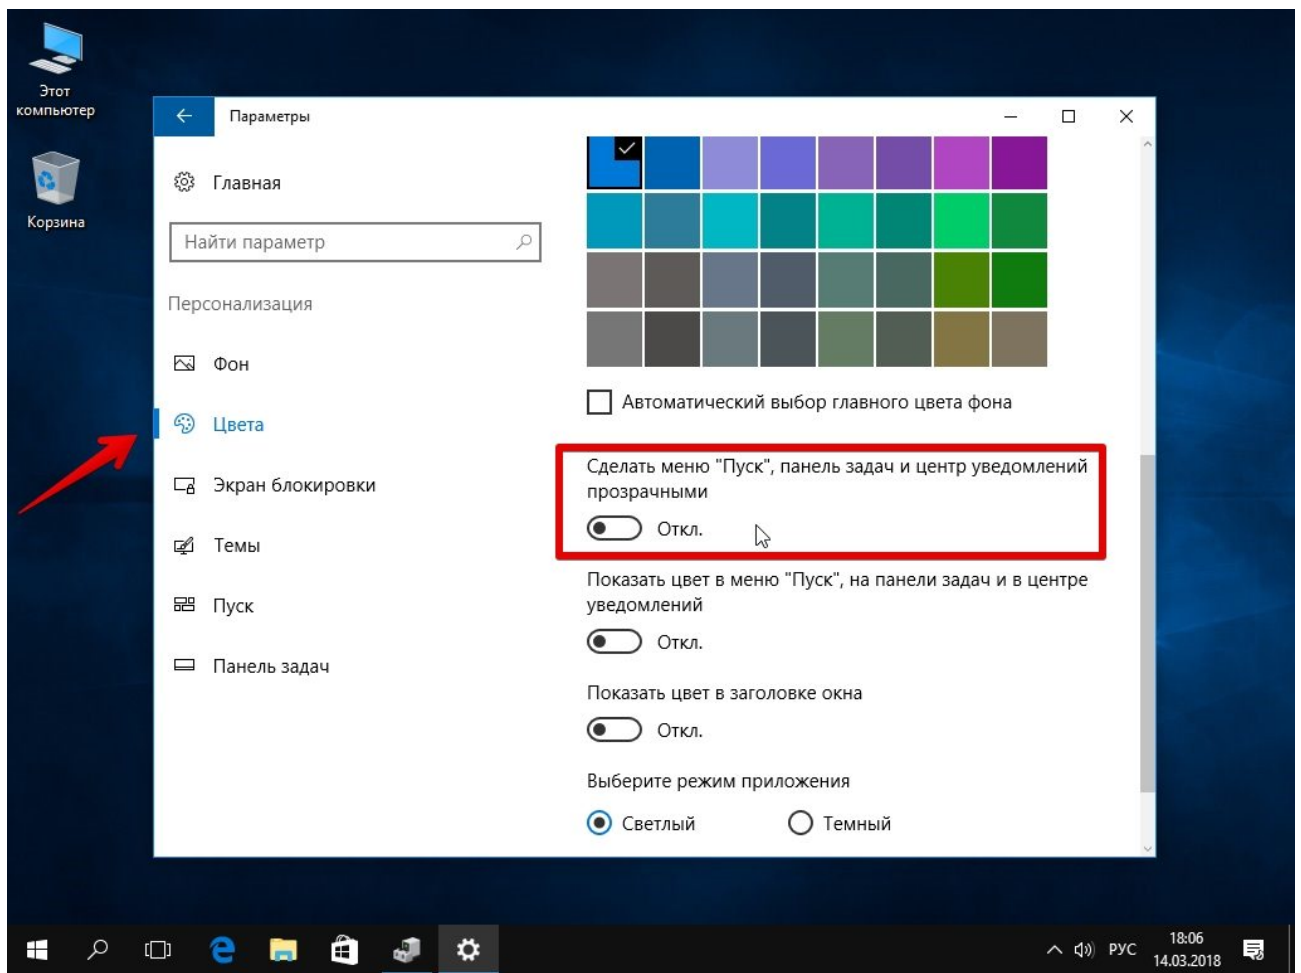 Этот
компьютер
Корзина
Параметры
Главная
Найти параметр
Персонализация
Фон
Цвета
Экран блокировки
Темы
Пуск
Панель задач
Автоматический выбор главного цвета фона
Сделать меню "Пуск", панель задач и центр уведомлений
прозрачными
Откл.
Показать цвет в меню "Пуск", на панели задач и в центре
уведомлений
Откл.
Показать цвет в заголовке окна
Откл.
Выберите режим приложения
Светлый
Темный
РУС
18:06
14.03.2018